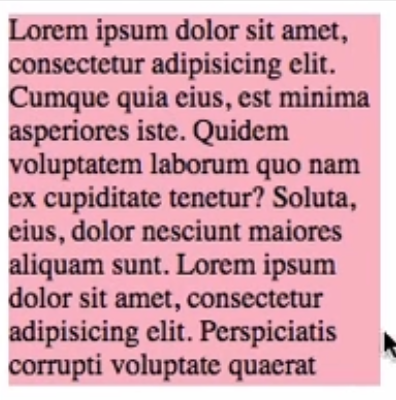 Lorem ipsum dolor sit amet,
consectetur adipisicing elit.
Cumque quia eius, est minima
asperiores iste. Quidem
voluptatem laborum quo nam
ex cupiditate tenetur? Soluta,
eius, dolor nesciunt maiores
aliquam sunt. Lorem ipsum
dolor sit amet, consectetur
adipisicing elit. Perspiciatis
corrupti voluptate quaerat